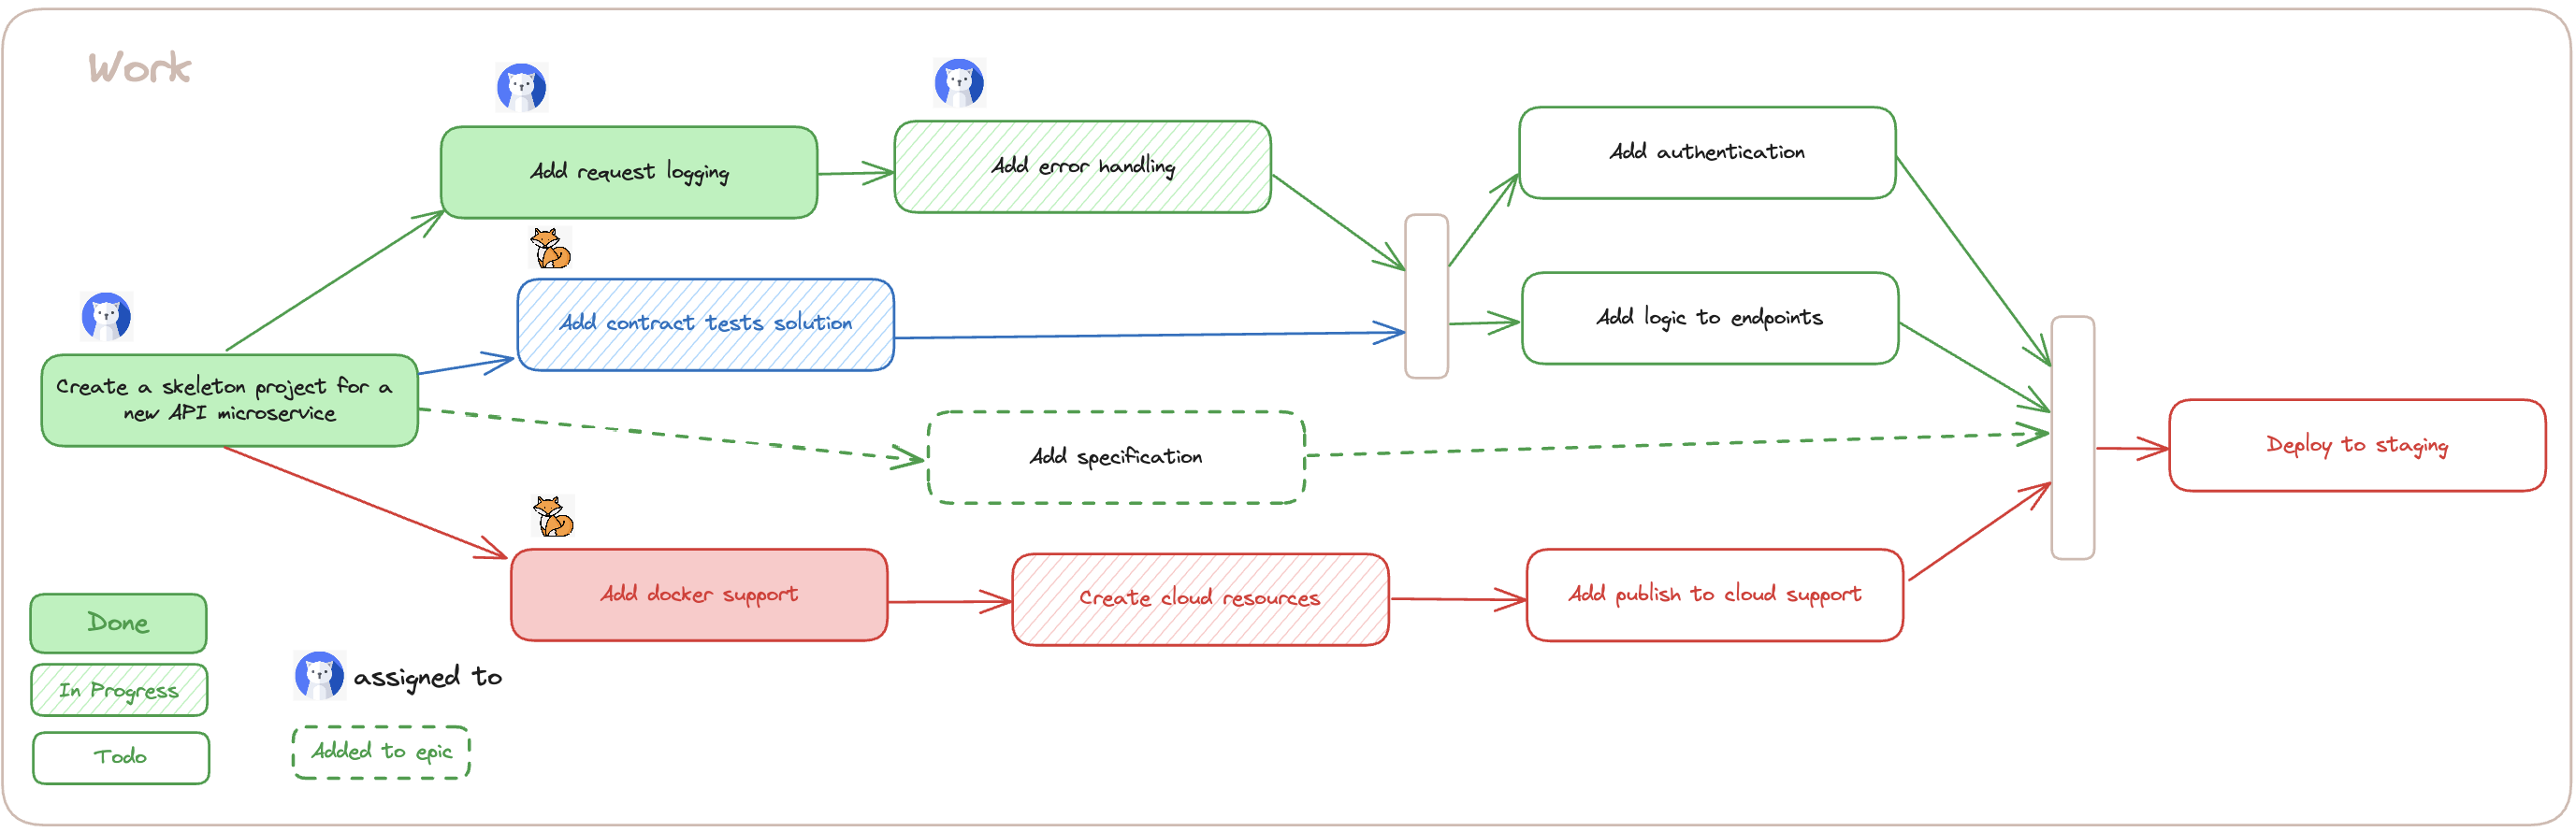 Work
Add request logging
Add error handling
Add authentication
Add contract tests solution
Add logic to endpoints
Create a skeleton project for a
new API microservice
Add specification
Deploy to staging
Add docker support
Create cloud resources
Add publish to cloud support
Done
In Progress
Todo
assigned to
Added to epic